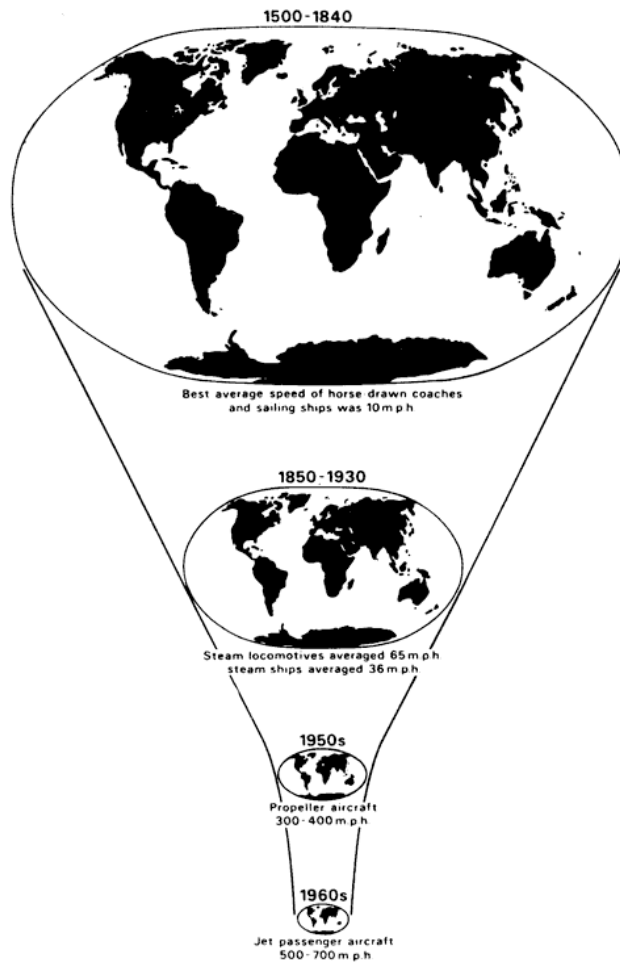 1500-1840
Best average speed of horse drawn coaches
and sailing ships was 10 m p h
1850-1930
Steam locomotives averaged 65 m.p.h.
steam ships averaged 36 m.p.h.
1950s
Propeller aircraft
300-400 m.p.h.
1960s
Jet passenger aircraft
500-700 m p h